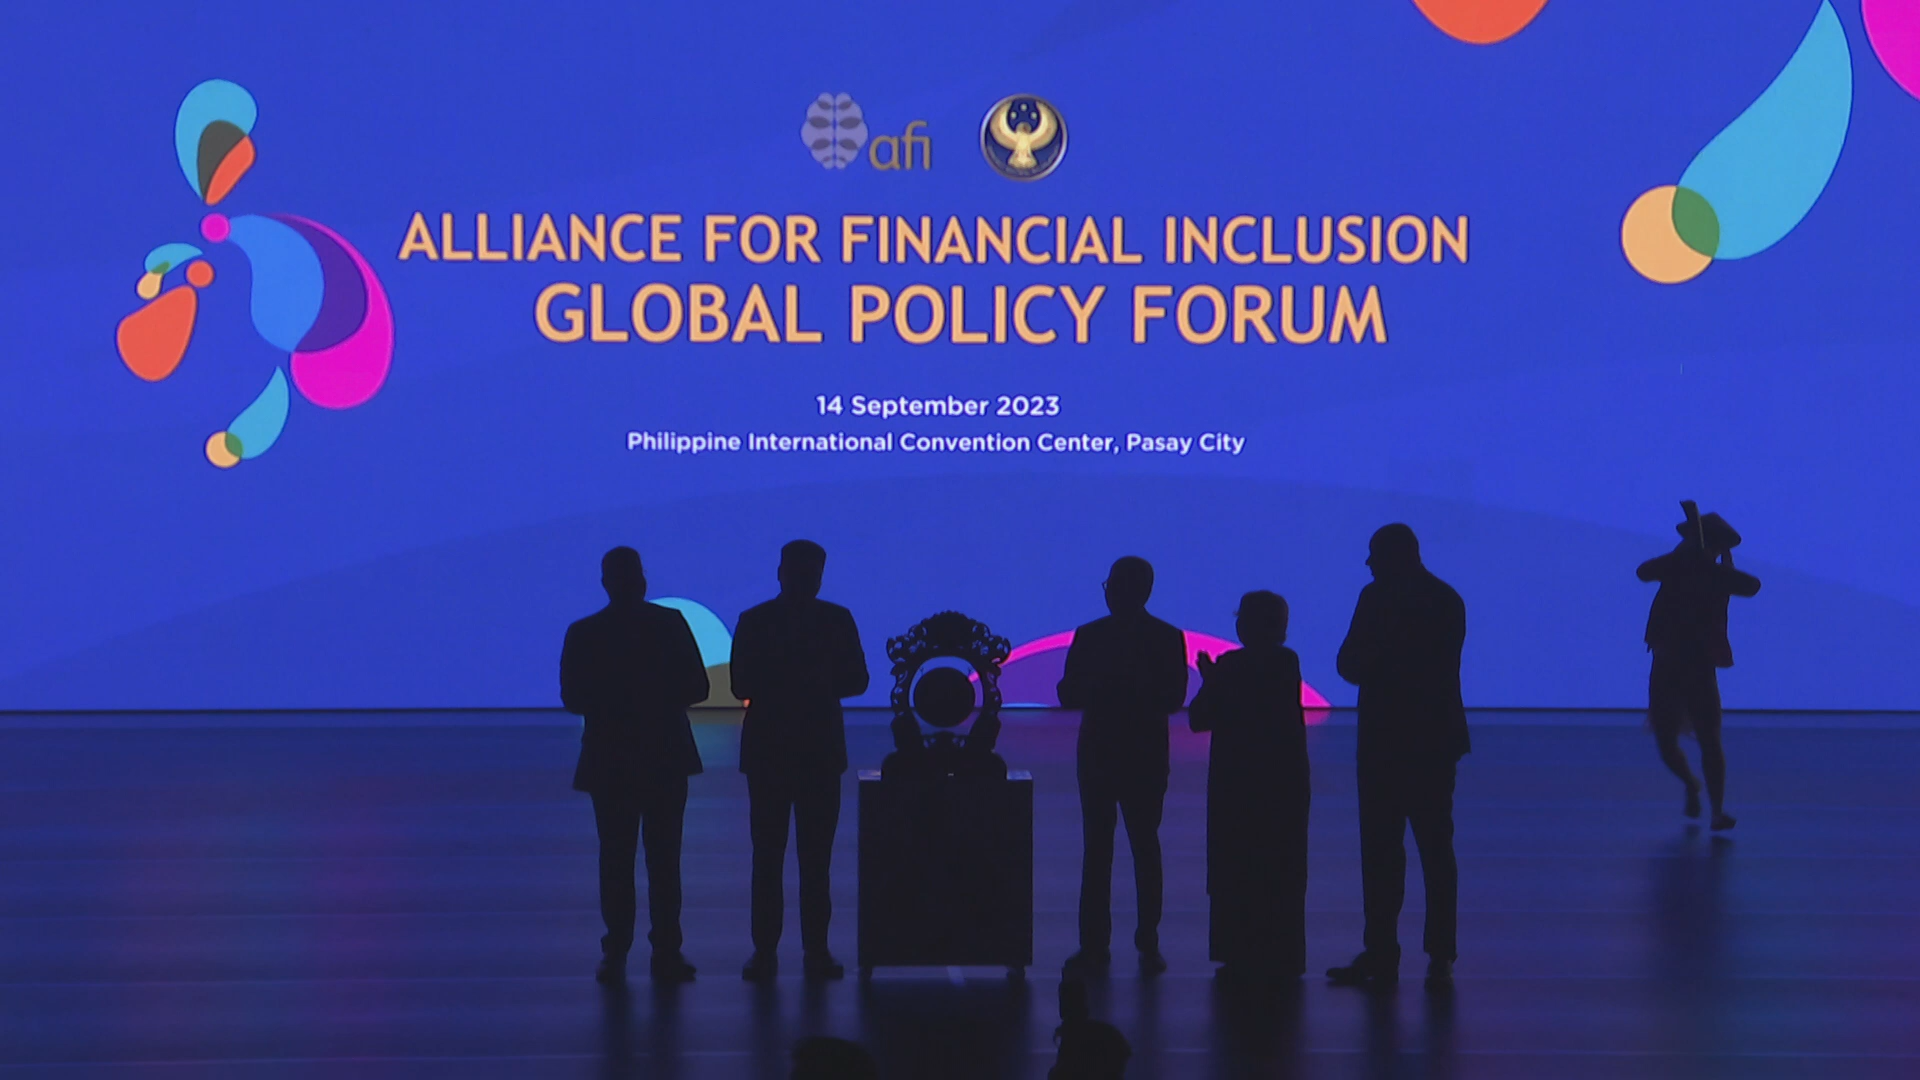 afi
ALLIANCE FOR FINANCIAL INCLUSION
GLOBAL POLICY FORUM
14 September 2023
Philippine International Convention Center, Pasay City